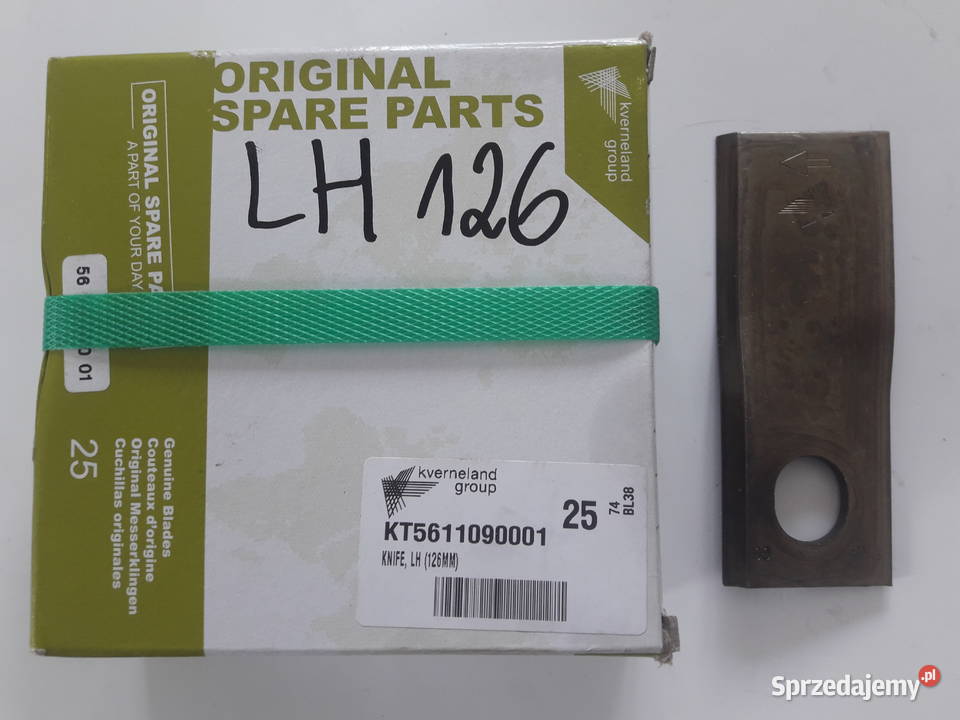 ORIGINAL
SPARE PARTS
kverneland
group
LH 126
ORIGINAL SPARE PA
A PART OF YOUR DAY
56
0 01
25
Genuine Blades
Couteaux d'origine
Original Messerklingen
Cuchillas originales
kverneland
group
KT5611090001
25
74
BL38
KNIFE, LH (126MM)
Sprzedajemy.pl